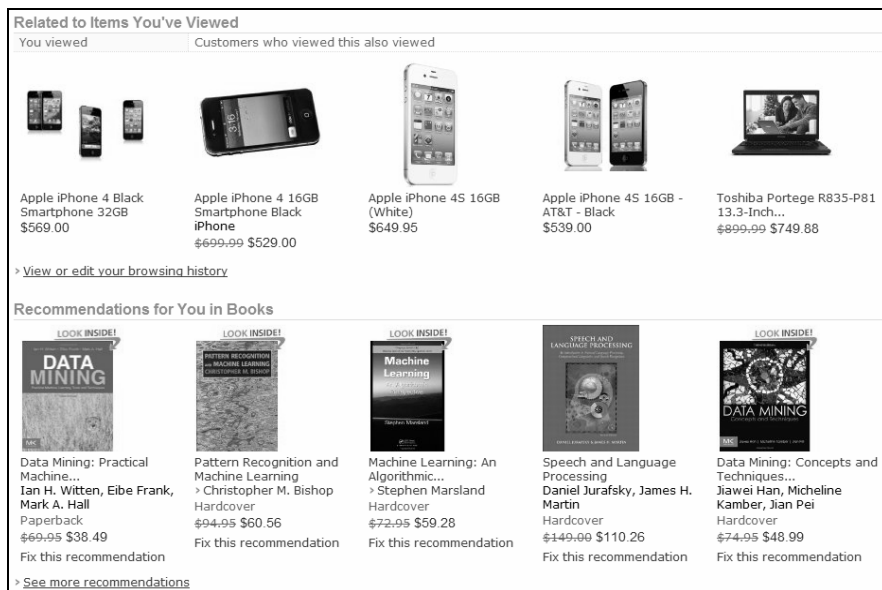 Related to Items You've Viewed
You viewed
Customers who viewed this also viewed
Apple iPhone 4 Black
Smartphone 32GB
$569.00
Apple iPhone 4 16GB
Smartphone Black
iPhone
$699.99 $529.00
Apple iPhone 4S 16GB
(White)
$649.95
Apple iPhone 4S 16GB -
AT&T - Black
$539.00
Toshiba Portege R835-P81
13.3-Inch...
$899.99 $749.88
› View or edit your browsing history
Recommendations for You in Books
LOOK INSIDE!
DATA
MINING
Data Mining: Practical
Machine...
Ian H. Witten, Eibe Frank,
Mark A. Hall
Paperback
$69.95 $38.49
Fix this recommendation
LOOK INSIDE!
PATTERN RECOGNITION
AND MACHINE LEARNING
CHRISTOPHER M. BISHOP
Pattern Recognition and
Machine Learning
› Christopher M. Bishop
Hardcover
$94.95 $60.56
Fix this recommendation
LOOK INSIDE!
Machine
Learning
Stephen Marsland
Machine Learning: An
Algorithmic...
› Stephen Marsland
Hardcover
$72.95 $59.28
Fix this recommendation
SPEECH AND
LANGUAGE PROCESSING
Speech and Language
Processing
Daniel Jurafsky, James H.
Martin
Hardcover
$149.00 $110.26
Fix this recommendation
LOOK INSIDE!
DATA MINING
Concepts and Techniques
Data Mining: Concepts and
Techniques...
Jiawei Han, Micheline
Kamber, Jian Pei
Hardcover
$74.95 $48.99
Fix this recommendation
› See more recommendations